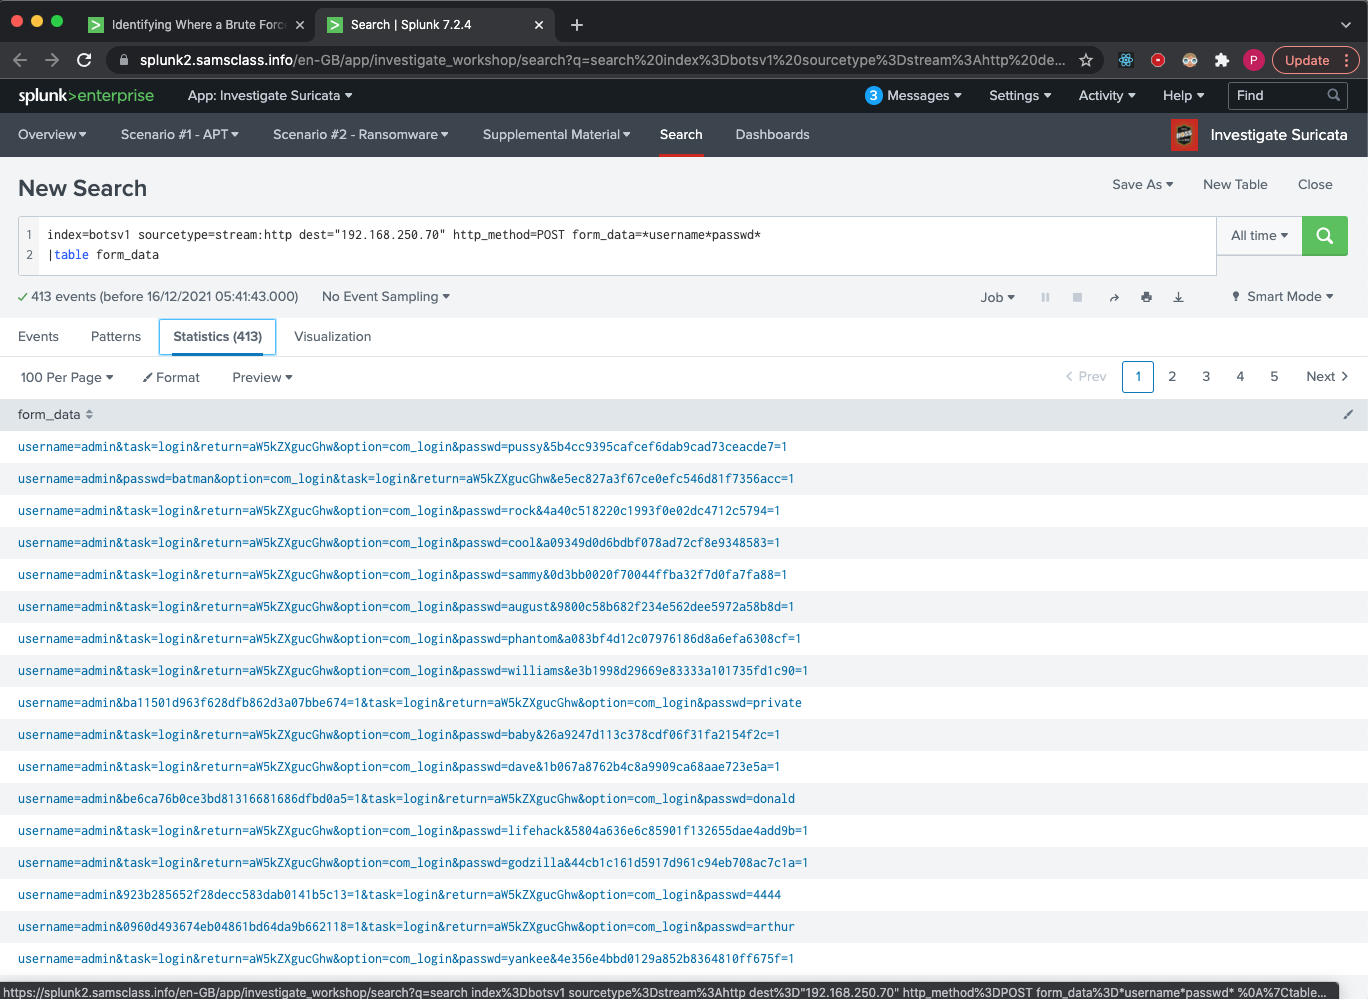 Identifying Where a Brute Forc
Search | Splunk 7.2.4
splunk2.samsclass.info/en-GB/app/investigate_workshop/search?q=search%20index%3Dbotsv1%20sourcetype%3Dstream%3Ahttp%20de...
P
Update
splunk>enterprise
App: Investigate Suricata
3 Messages
Settings
Activity
Help
Find
Overview
Scenario #1 - APT
Scenario #2 - Ransomware
Supplemental Material
Search
Dashboards
Investigate Suricata
New Search
Save As
New Table
Close
1 index=botsv1 sourcetype=stream:http dest="192.168.250.70" http_method=POST form_data=*username*passwd*
2 |table form_data
All time
413 events (before 16/12/2021 05:41:43.000)
No Event Sampling
Job
Smart Mode
Events
Patterns
Statistics (413)
Visualization
100 Per Page
Format
Preview
Prev
1
2
3
4
5
Next
form_data
username=admin&task=login&return=aW5kZXgucGhw&option=com_login&passwd=pussy&5b4cc9395cafcef6dab9cad73ceacde7=1
username=admin&passwd=batman&option=com_login&task=login&return=aW5kZXgucGhw&e5ec827a3f67ce0efc546d81f7356acc=1
username=admin&task=login&return=aW5kZXgucGhw&option=com_login&passwd=rock&4a40c518220c1993f0e02dc4712c5794=1
username=admin&task=login&return=aW5kZXgucGhw&option=com_login&passwd=cool&a09349d0d6bdbf078ad72cf8e9348583=1
username=admin&task=login&return=aW5kZXgucGhw&option=com_login&passwd=sammy&0d3bb0020f70044ffba32f7d0fa7fa88=1
username=admin&task=login&return=aW5kZXgucGhw&option=com_login&passwd=august&9800c58b682f234e562dee5972a58b8d=1
username=admin&task=login&return=aW5kZXgucGhw&option=com_login&passwd=phantom&a083bf4d12c07976186d8a6efa6308cf=1
username=admin&task=login&return=aW5kZXgucGhw&option=com_login&passwd=williams&e3b1998d29669e83333a101735fd1c90=1
username=admin&ba11501d963f628dfb862d3a07bbe674=1&task=login&return=aW5kZXgucGhw&option=com_login&passwd=private
username=admin&task=login&return=aW5kZXgucGhw&option=com_login&passwd=baby&26a9247d113c378cdf06f31fa2154f2c=1
username=admin&task=login&return=aW5kZXgucGhw&option=com_login&passwd=dave&1b067a8762b4c8a9909ca68aae723e5a=1
username=admin&be6ca76b0ce3bd81316681686dfbd0a5=1&task=login&return=aW5kZXgucGhw&option=com_login&passwd=donald
username=admin&task=login&return=aW5kZXgucGhw&option=com_login&passwd=lifehack&5804a636e6c85901f132655dae4add9b=1
username=admin&task=login&return=aW5kZXgucGhw&option=com_login&passwd=godzilla&44cb1c161d5917d961c94eb708ac7c1a=1
username=admin&923b285652f28decc583dab0141b5c13=1&task=login&return=aW5kZXgucGhw&option=com_login&passwd=4444
username=admin&0960d493674eb04861bd64da9b662118=1&task=login&return=aW5kZXgucGhw&option=com_login&passwd=arthur
username=admin&task=login&return=aW5kZXgucGhw&option=com_login&passwd=yankee&4e356e4bbd0129a852b8364810ff675f=1
https://splunk2.samsclass.info/en-GB/app/investigate_workshop/search?q=search index%3Dbotsv1 sourcetype%3Dstream%3Ahttp dest%3D"192.168.250.70" http_method%3DPOST form_data%3D*username*passwd* %0A%7Ctable...